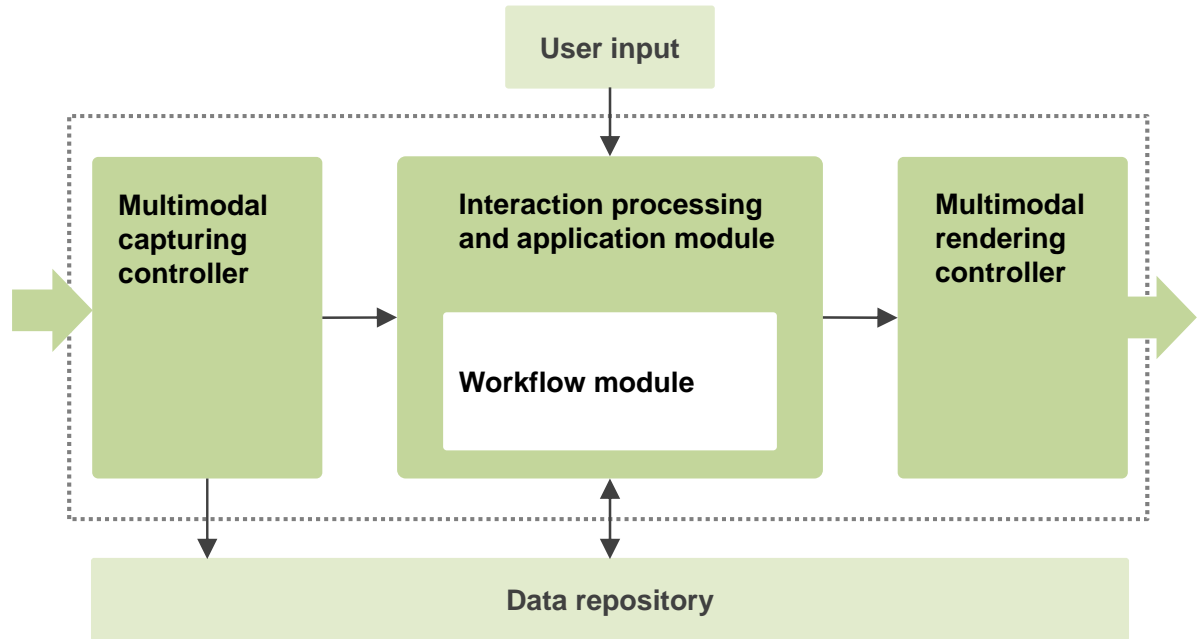 User input
Multimodal
capturing
controller
Interaction processing
and application module
Workflow module
Multimodal
rendering
controller
Data repository